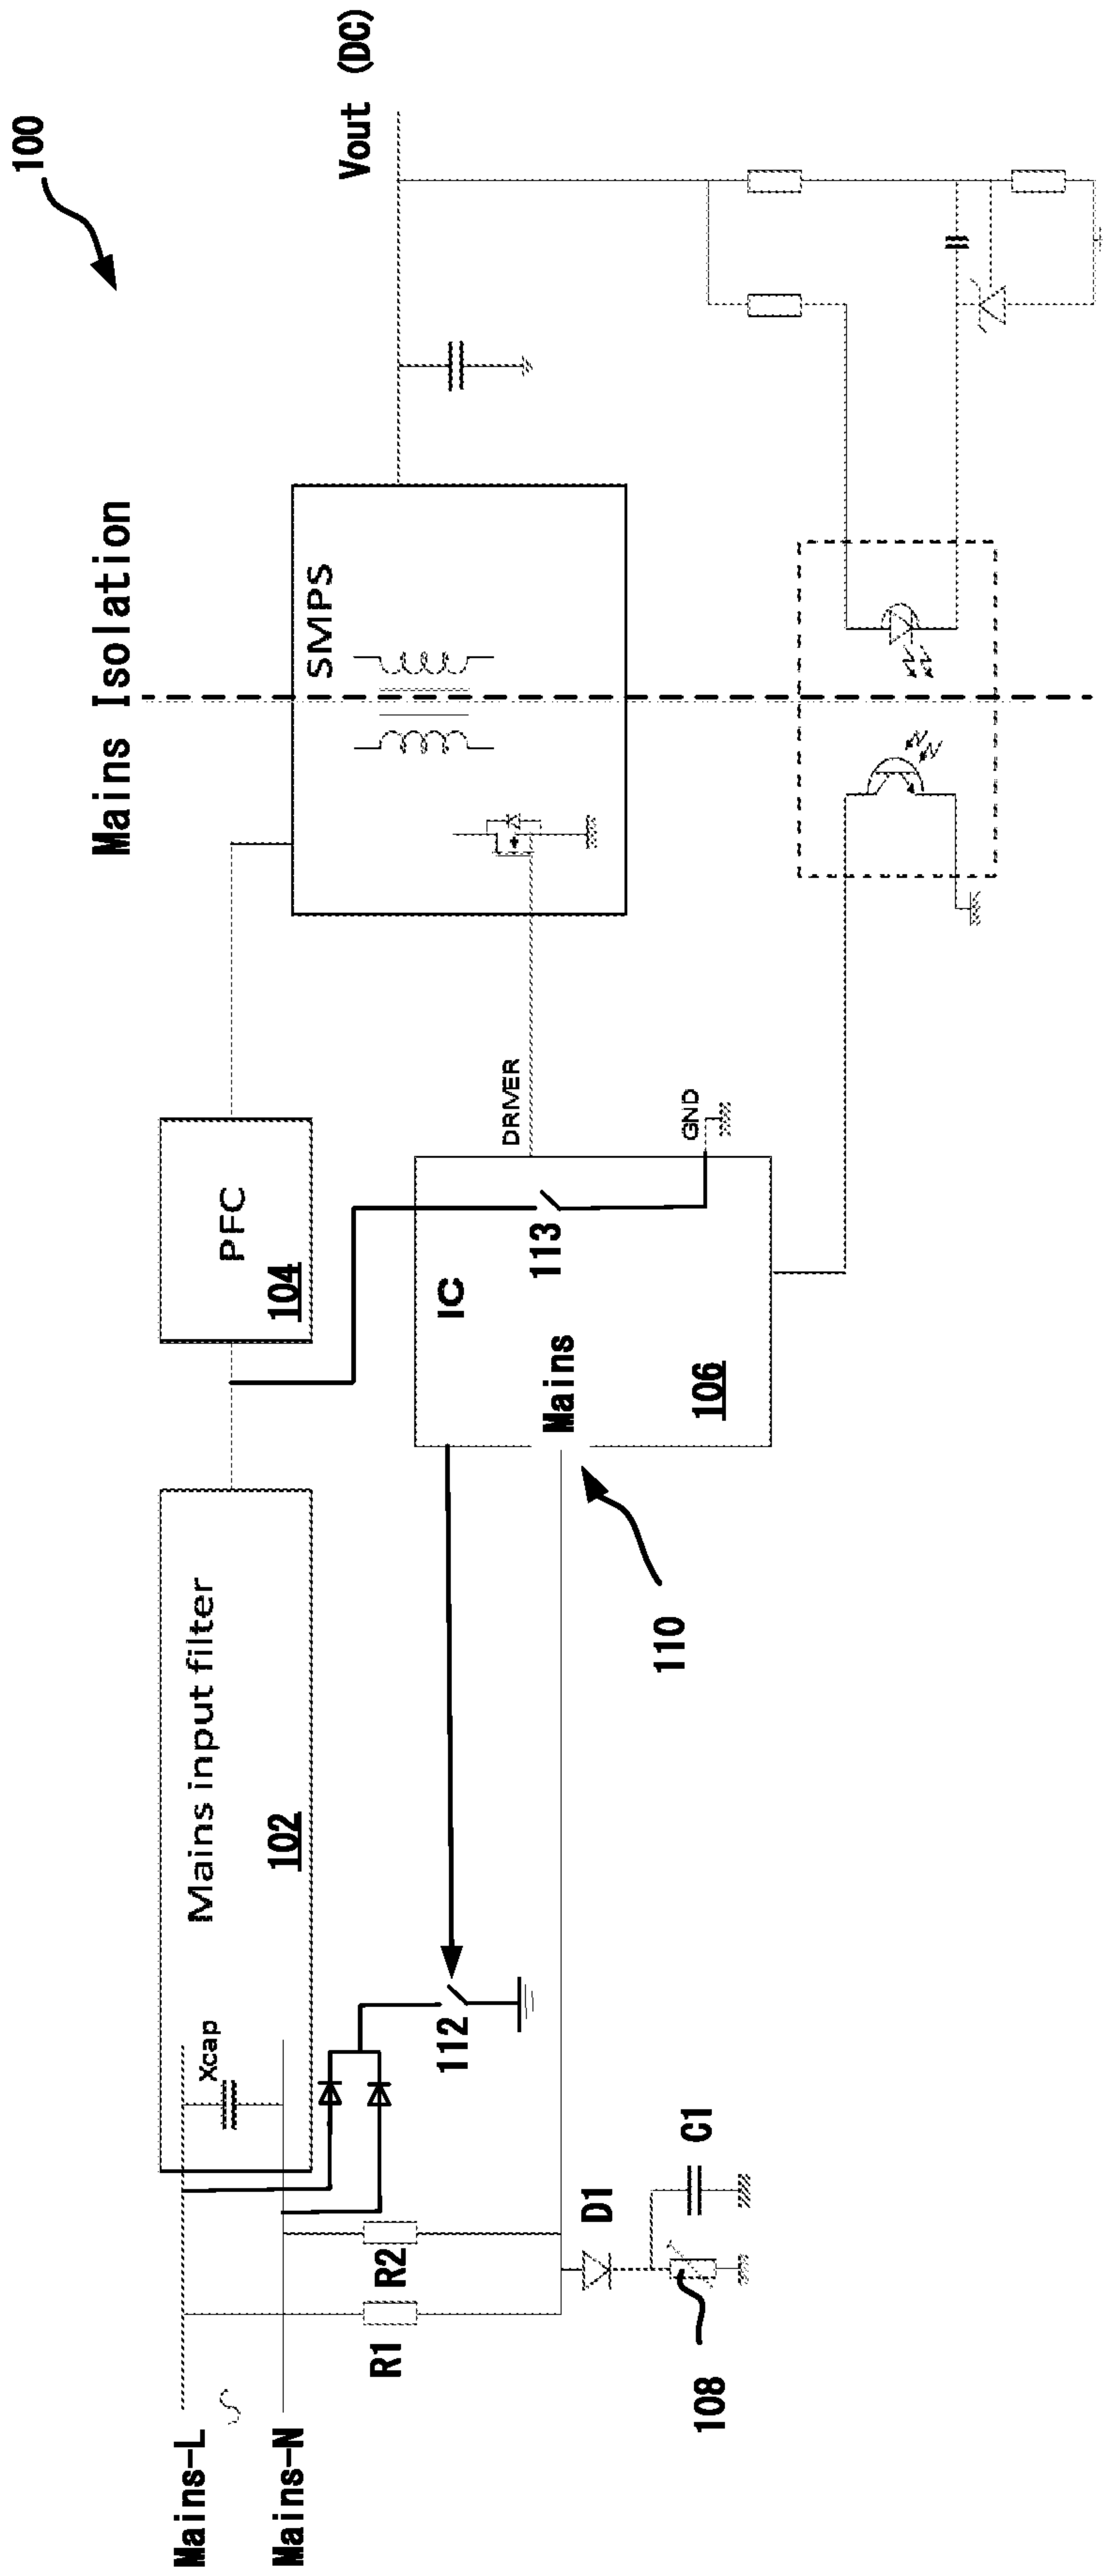 100
Mains Isolation
Vout (DC)
Mains-L
Mains-N
Xcap
Mains input filter
102
PFC
104
SMPS
R1
R2
112
IC
113
DRIVER
Mains
106
GND
110
D1
C1
108